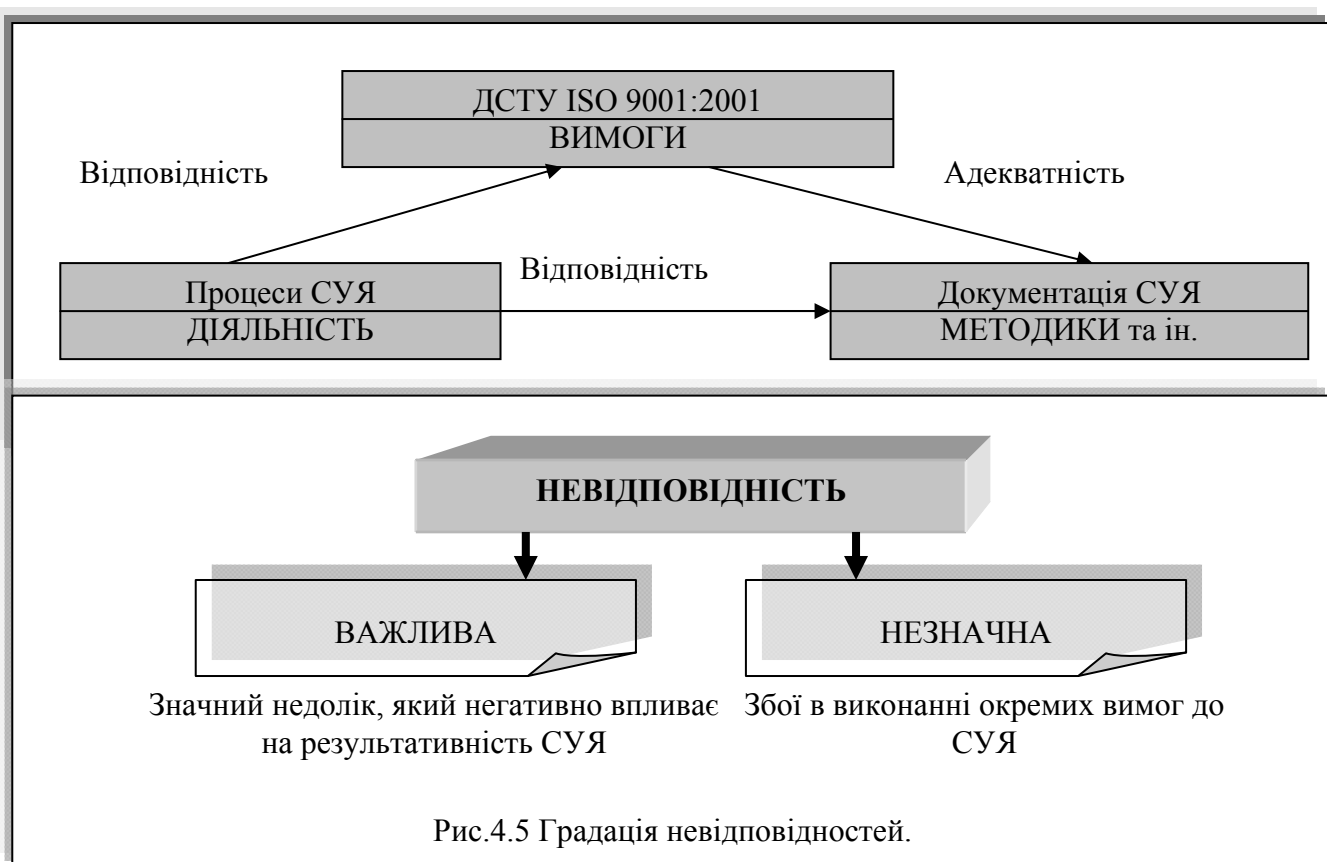 ДСТУ ISO 9001:2001
ВИМОГИ
Відповідність
Адекватність
Відповідність
Процеси СУЯ
ДІЯЛЬНІСТЬ
Документація СУЯ
МЕТОДИКИ та ін.
НЕВІДПОВІДНІСТЬ
ВАЖЛИВА
НЕЗНАЧНА
Значний недолік, який негативно впливає
на результативність СУЯ
Збої в виконанні окремих вимог до
СУЯ
Рис.4.5 Градація невідповідностей.